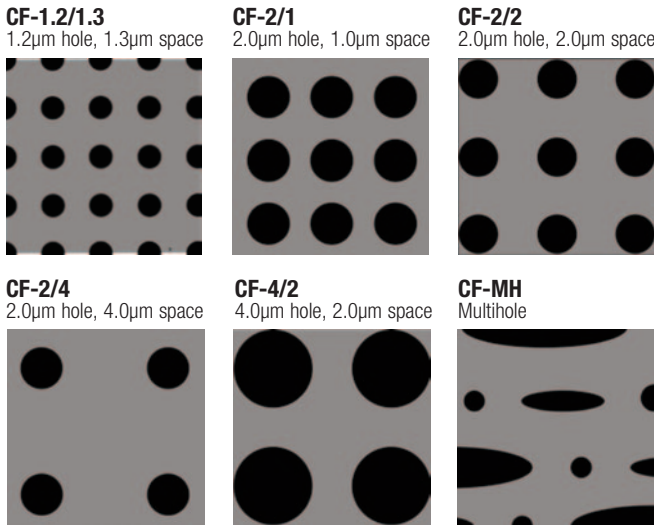 CF-1.2/1.3
1.2µm hole, 1.3µm space
CF-2/1
2.0µm hole, 1.0µm space
CF-2/2
2.0µm hole, 2.0µm space
CF-2/4
2.0µm hole, 4.0µm space
CF-4/2
4.0µm hole, 2.0µm space
CF-MH
Multihole